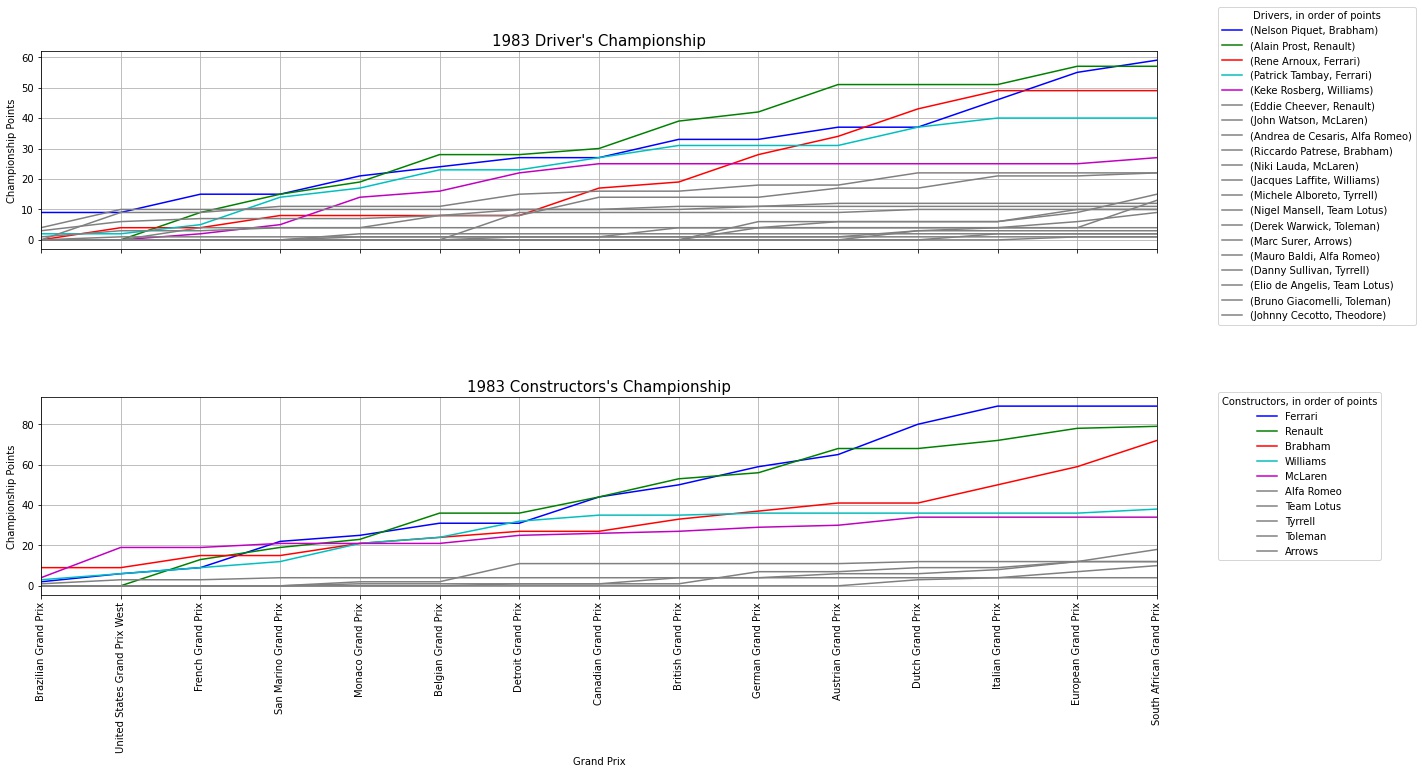 1983 Driver's Championship
Championship Points
60
50
40
30
20
10
0
Drivers, in order of points
(Nelson Piquet, Brabham)
(Alain Prost, Renault)
(Rene Arnoux, Ferrari)
(Patrick Tambay, Ferrari)
(Keke Rosberg, Williams)
(Eddie Cheever, Renault)
(John Watson, McLaren)
(Andrea de Cesaris, Alfa Romeo)
(Riccardo Patrese, Brabham)
(Niki Lauda, McLaren)
(Jacques Laffite, Williams)
(Michele Alboreto, Tyrrell)
(Nigel Mansell, Team Lotus)
(Derek Warwick, Toleman)
(Marc Surer, Arrows)
(Mauro Baldi, Alfa Romeo)
(Danny Sullivan, Tyrrell)
(Elio de Angelis, Team Lotus)
(Bruno Giacomelli, Toleman)
(Johnny Cecotto, Theodore)
1983 Constructors's Championship
Championship Points
80
60
40
20
0
Constructors, in order of points
Ferrari
Renault
Brabham
Williams
McLaren
Alfa Romeo
Team Lotus
Tyrrell
Toleman
Arrows
Brazilian Grand Prix
United States Grand Prix West
French Grand Prix
San Marino Grand Prix
Monaco Grand Prix
Belgian Grand Prix
Detroit Grand Prix
Canadian Grand Prix
British Grand Prix
German Grand Prix
Austrian Grand Prix
Dutch Grand Prix
Italian Grand Prix
European Grand Prix
South African Grand Prix
Grand Prix